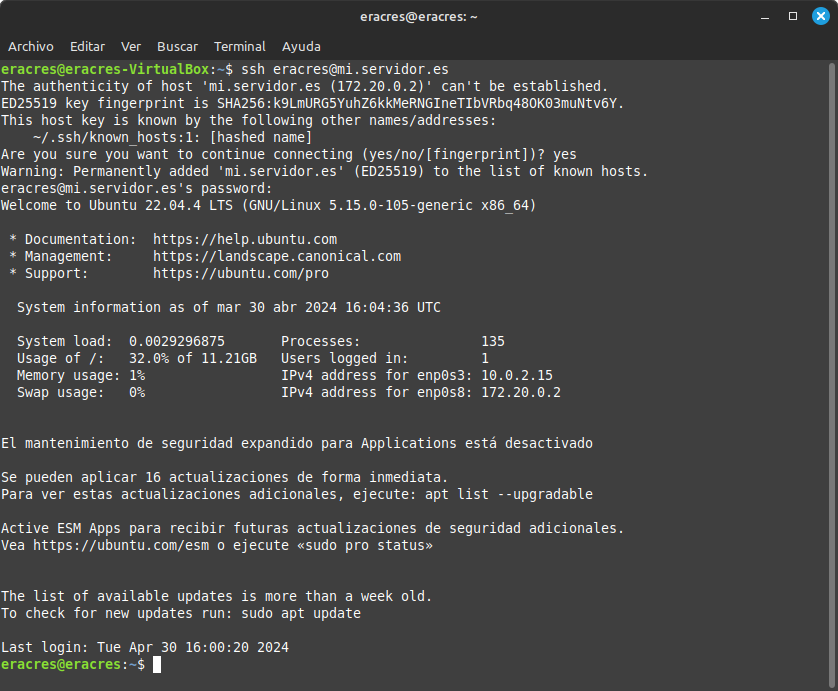 eracres@eracres: ~
Archivo Editar Ver Buscar Terminal Ayuda
eracres@eracres-VirtualBox:~$ ssh eracres@mi.servidor.es
The authenticity of host 'mi.servidor.es (172.20.0.2)' can't be established.
ED25519 key fingerprint is SHA256:k9LmURG5YuhZ6kkMeRNGIneTIbVRbq48OK03muNtv6Y.
This host key is known by the following other names/addresses:
    ~/.ssh/known_hosts:1: [hashed name]
Are you sure you want to continue connecting (yes/no/[fingerprint])? yes
Warning: Permanently added 'mi.servidor.es' (ED25519) to the list of known hosts.
eracres@mi.servidor.es's password:
Welcome to Ubuntu 22.04.4 LTS (GNU/Linux 5.15.0-105-generic x86_64)
 * Documentation:  https://help.ubuntu.com
 * Management:     https://landscape.canonical.com
 * Support:        https://ubuntu.com/pro
  System information as of mar 30 abr 2024 16:04:36 UTC
  System load:  0.0029296875       Processes:               135
  Usage of /:   32.0% of 11.21GB   Users logged in:         1
  Memory usage: 1%                 IPv4 address for enp0s3: 10.0.2.15
  Swap usage:   0%                 IPv4 address for enp0s8: 172.20.0.2
El mantenimiento de seguridad expandido para Applications está desactivado
Se pueden aplicar 16 actualizaciones de forma inmediata.
Para ver estas actualizaciones adicionales, ejecute: apt list --upgradable
Active ESM Apps para recibir futuras actualizaciones de seguridad adicionales.
Vea https://ubuntu.com/esm o ejecute «sudo pro status»
The list of available updates is more than a week old.
To check for new updates run: sudo apt update
Last login: Tue Apr 30 16:00:20 2024
eracres@eracres:~$